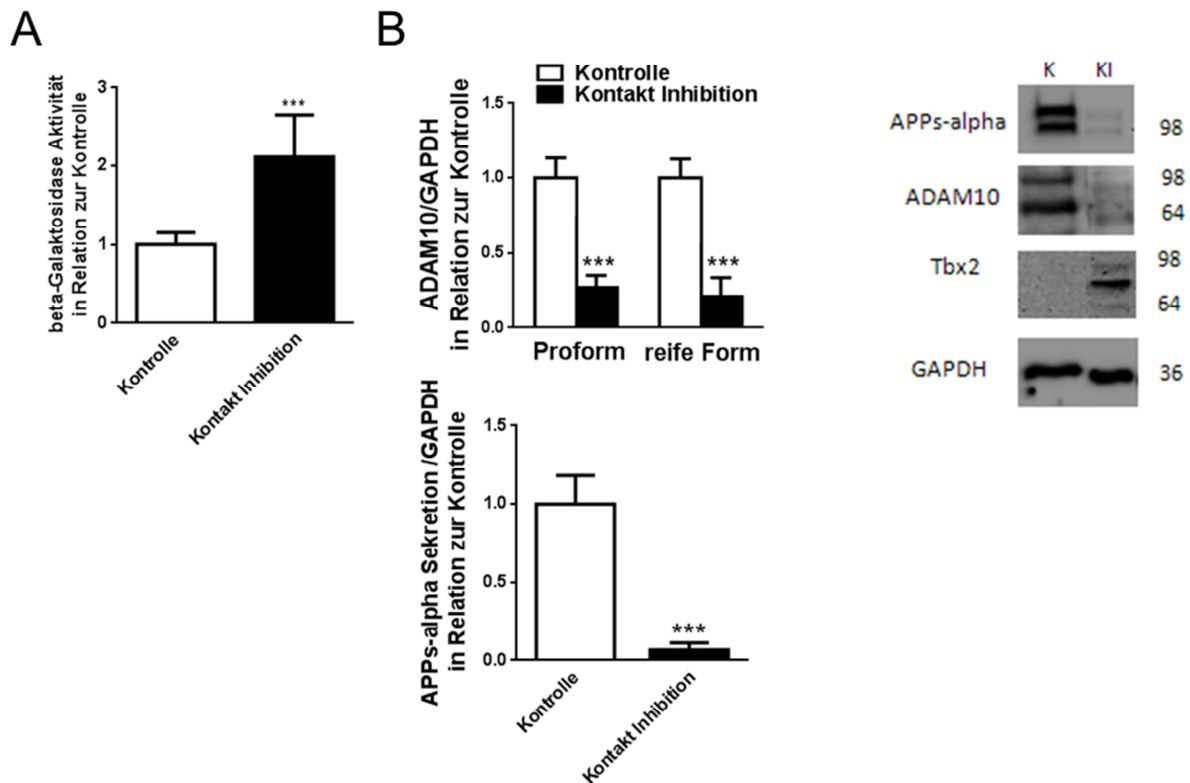 A
beta-Galaktosidase Aktivität
in Relation zur Kontrolle
3
2
1
0
***
Kontrolle
Kontakt Inhibition
B
Kontrolle
Kontakt Inhibition
ADAM10/GAPDH
in Relation zur Kontrolle
1.5
1.0
0.5
0.0
***
***
Proform
reife Form
APPs-alpha Sekretion /GAPDH
in Relation zur Kontrolle
1.5
1.0
0.5
0.0
***
Kontrolle
Kontakt Inhibition
K KI
APPs-alpha 98
ADAM10 98
64
Tbx2 98
64
GAPDH 36